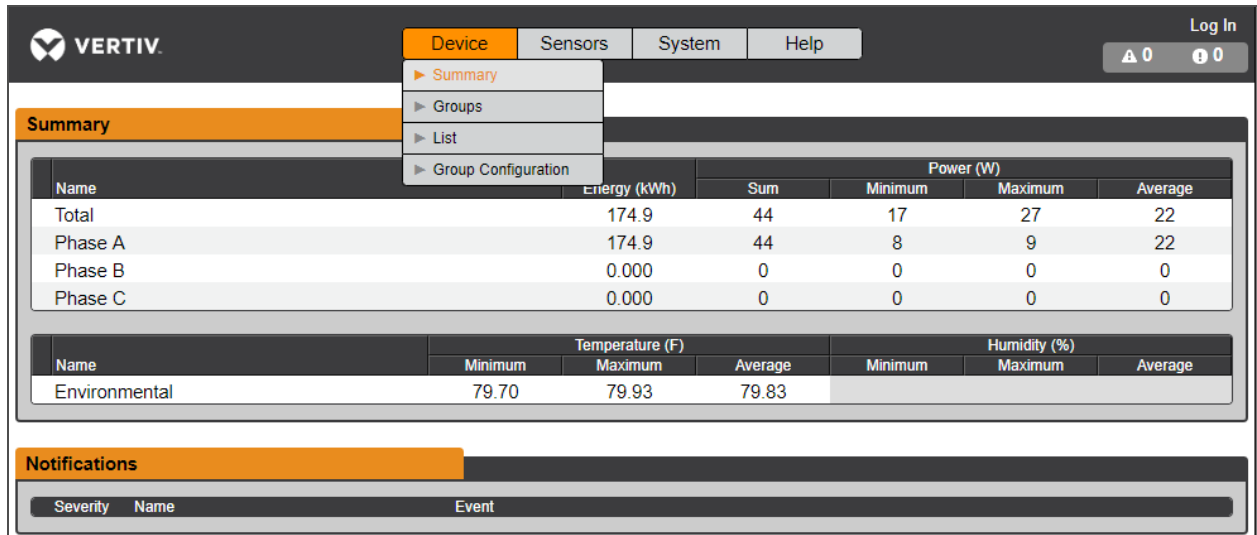 Log In
VERTIV.
Device Sensors System Help
0 0
Summary
Groups
List
Group Configuration
Summary
Power (W)
Name Energy (kWh) Sum Minimum Maximum Average
Total 174.9 44 17 27 22
Phase A 174.9 44 8 9 22
Phase B 0.000 0 0 0 0
Phase C 0.000 0 0 0 0
Temperature (F) Humidity (%)
Name Minimum Maximum Average Minimum Maximum Average
Environmental 79.70 79.93 79.83
Notifications
Severity Name Event